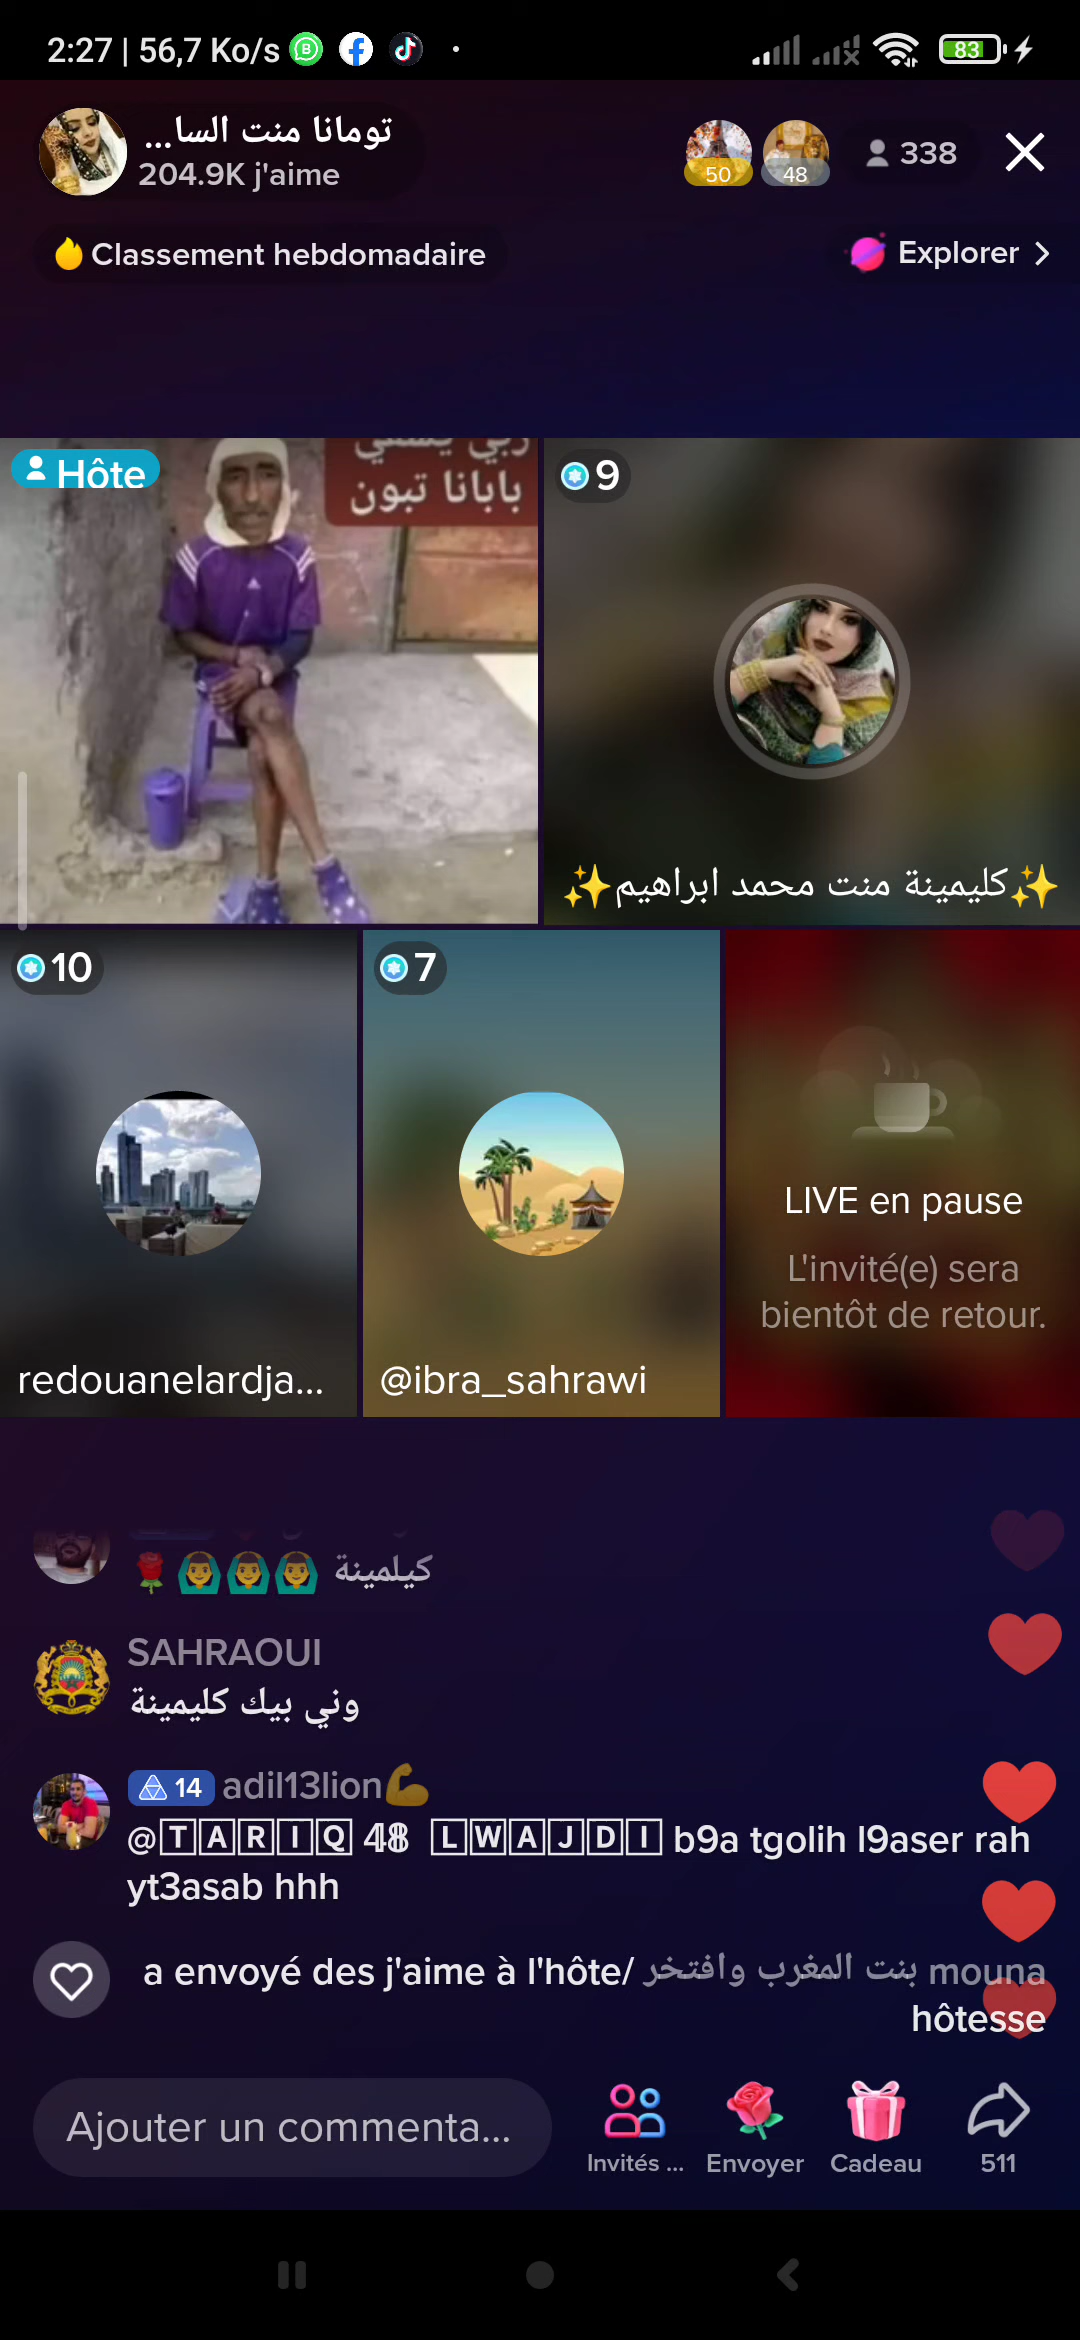 2:27 | 56,7 Ko/s
83
تومانا منت السا...
204.9K j'aime
50
48
338
Classement hebdomadaire
Explorer
Hôte
ربي
بابانا تبون
9
✨كليمينة منت محمد ابراهيم✨
10
redouanelardja...
7
@ibra_sahrawi
LIVE en pause
L'invité(e) sera
bientôt de retour.
🌹🙆‍♂️🙆‍♂️🙆‍♂️ كيلمينة
SAHRAOUI
وني بيك كليمينة
14 adil13lion💪
@🅃🄰🅁🄸🅀 𝟜𝟠 🄻🅆🄰🄹🄳🄸 b9a tgolih l9aser rah
yt3asab hhh
mouna بنت المغرب وافتخر a envoyé des j'aime à l'hôte/
hôtesse
Ajouter un commenta...
Invités ...
Envoyer
Cadeau
511